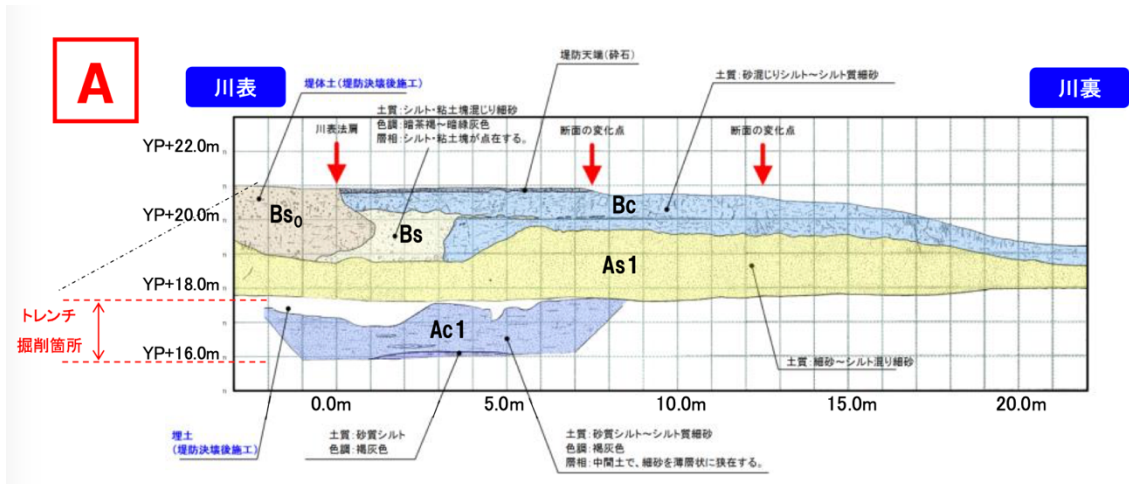 A
川表
川裏
堤防天端(砕石)
堤体土(堤防決壊後施工)
土質:砂混じりシルト~シルト質細砂
土質:シルト・粘土塊混じり細砂
色調:暗茶褐~暗緑灰色
層相:シルト・粘土塊が点在する。
川表法肩
断面の変化点
断面の変化点
YP+22.0m
YP+20.0m
YP+18.0m
YP+16.0m
Bs0
Bs
Bc
As1
Ac1
トレンチ
掘削箇所
土質:細砂~シルト混り細砂
0.0m
5.0m
10.0m
15.0m
20.0m
埋土
(堤防決壊後施工)
土質:砂質シルト
色調:褐灰色
土質:砂質シルト~シルト質細砂
色調:褐灰色
層相:中間土で、細砂を薄層状に挟在する。